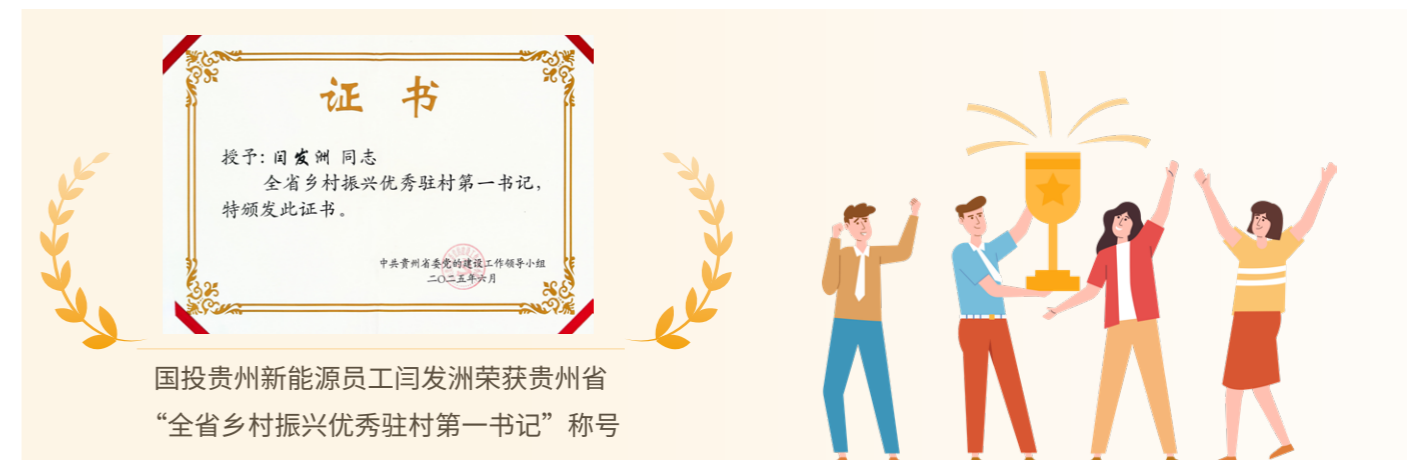 证 书
授予：闫发洲 同志
全省乡村振兴优秀驻村第一书记，
特颁发此证书。
中共贵州省委党的建设工作领导小组
二〇二五年六月
国投贵州新能源员工闫发洲荣获贵州省
“全省乡村振兴优秀驻村第一书记”称号